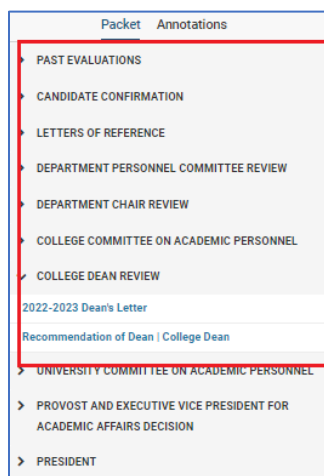 Packet Annotations
PAST EVALUATIONS
CANDIDATE CONFIRMATION
LETTERS OF REFERENCE
DEPARTMENT PERSONNEL COMMITTEE REVIEW
DEPARTMENT CHAIR REVIEW
COLLEGE COMMITTEE ON ACADEMIC PERSONNEL
COLLEGE DEAN REVIEW
2022-2023 Dean's Letter
Recommendation of Dean | College Dean
UNIVERSITY COMMITTEE ON ACADEMIC PERSONNEL
PROVOST AND EXECUTIVE VICE PRESIDENT FOR
ACADEMIC AFFAIRS DECISION
PRESIDENT